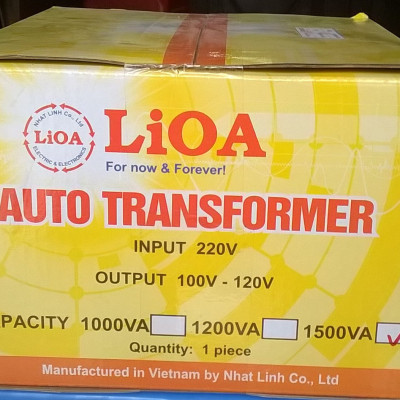 NHAT LINH Co., Ltd
LiOA
ELECTRIC & ELECTRONICS
LiOA
For now & Forever!
AUTO TRANSFORMER
INPUT 220V
OUTPUT 100V - 120V
PACITY 1000VA 1200VA 1500VA
Quantity: 1 piece
Manufactured in Vietnam by Nhat Linh Co., Ltd